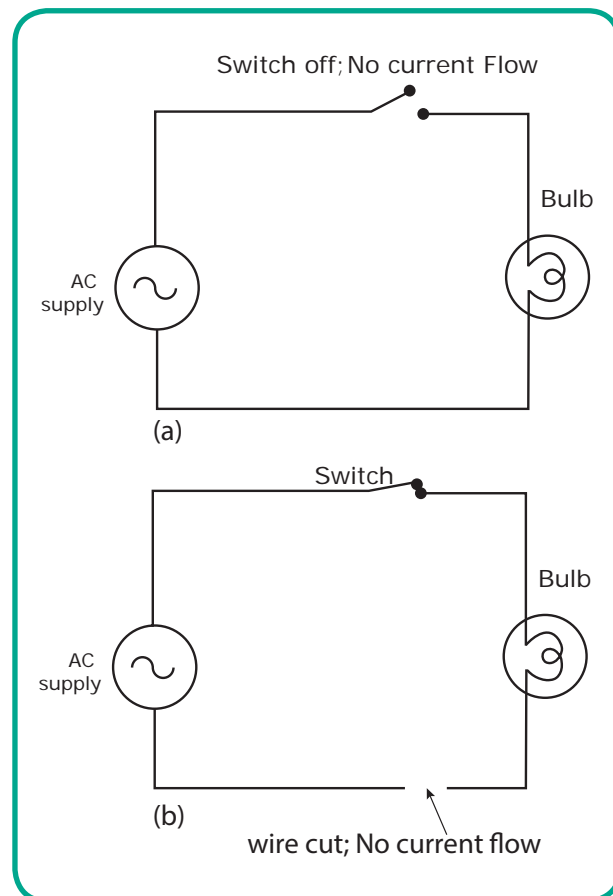 Switch off; No current Flow
Bulb
AC
supply
(a)
Switch
Bulb
AC
supply
(b)
wire cut; No current flow